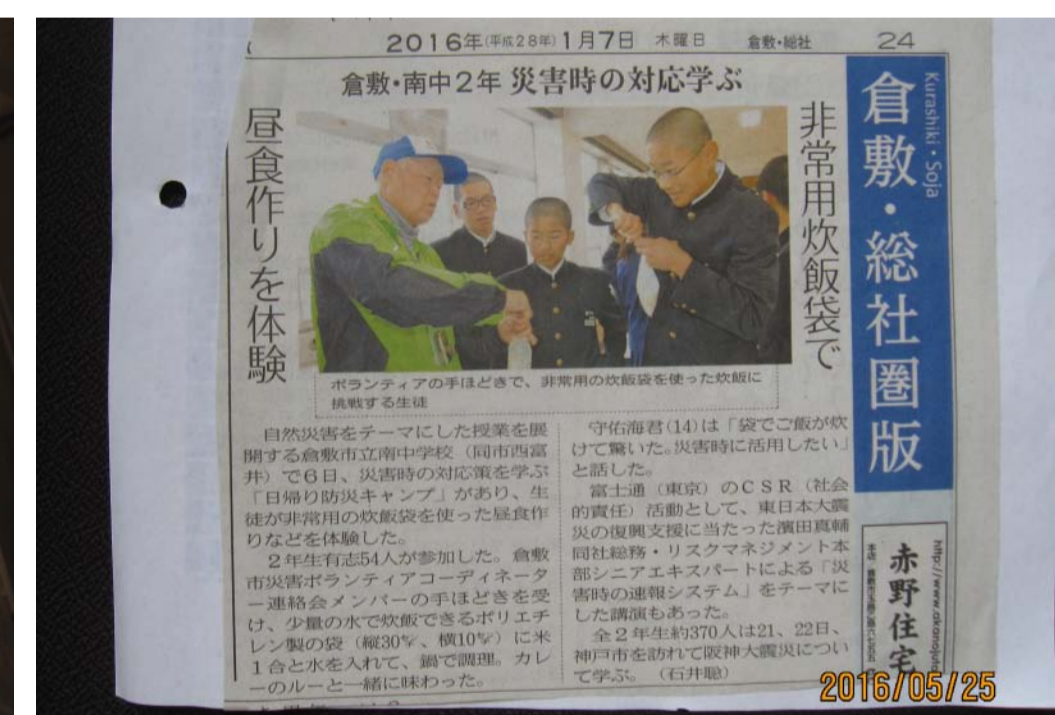 2016年(平成28年)1月7日 木曜日 倉敷・総社 24
倉敷・総社圏版
Kurashiki・Soja
倉敷・南中2年 災害時の対応学ぶ
非常用炊飯袋で
昼食作りを体験
ボランティアの手ほどきで、非常用の炊飯袋を使った炊飯に
挑戦する生徒
自然災害をテーマにした授業を展
開する倉敷市立南中学校(同市西富
井)で6日、災害時の対応策を学ぶ
「日帰り防災キャンプ」があり、生
徒が非常用の炊飯袋を使った昼食作
りなどを体験した。
2年生有志54人が参加した。倉敷
市災害ボランティアコーディネータ
ー連絡会メンバーの手ほどきを受
け、少量の水で炊飯できるポリエチ
レン製の袋(縦30㌢、横10㌢)に米
1合と水を入れて、鍋で調理。カレ
ーのルーと一緒に味わった。
守佑海君(14)は「袋でご飯が炊
けて驚いた。災害時に活用したい」
と話した。
富士通(東京)のCSR(社会
的責任)活動として、東日本大震
災の復興支援に当たった濱田真輔
同社総務・リスクマネジメント本
部シニアエキスパートによる「災
害時の速報システム」をテーマに
した講演もあった。
全2年生約370人は21、22日、
神戸市を訪れて阪神大震災につい
て学ぶ。(石井聡)
赤野住宅
2016/05/25